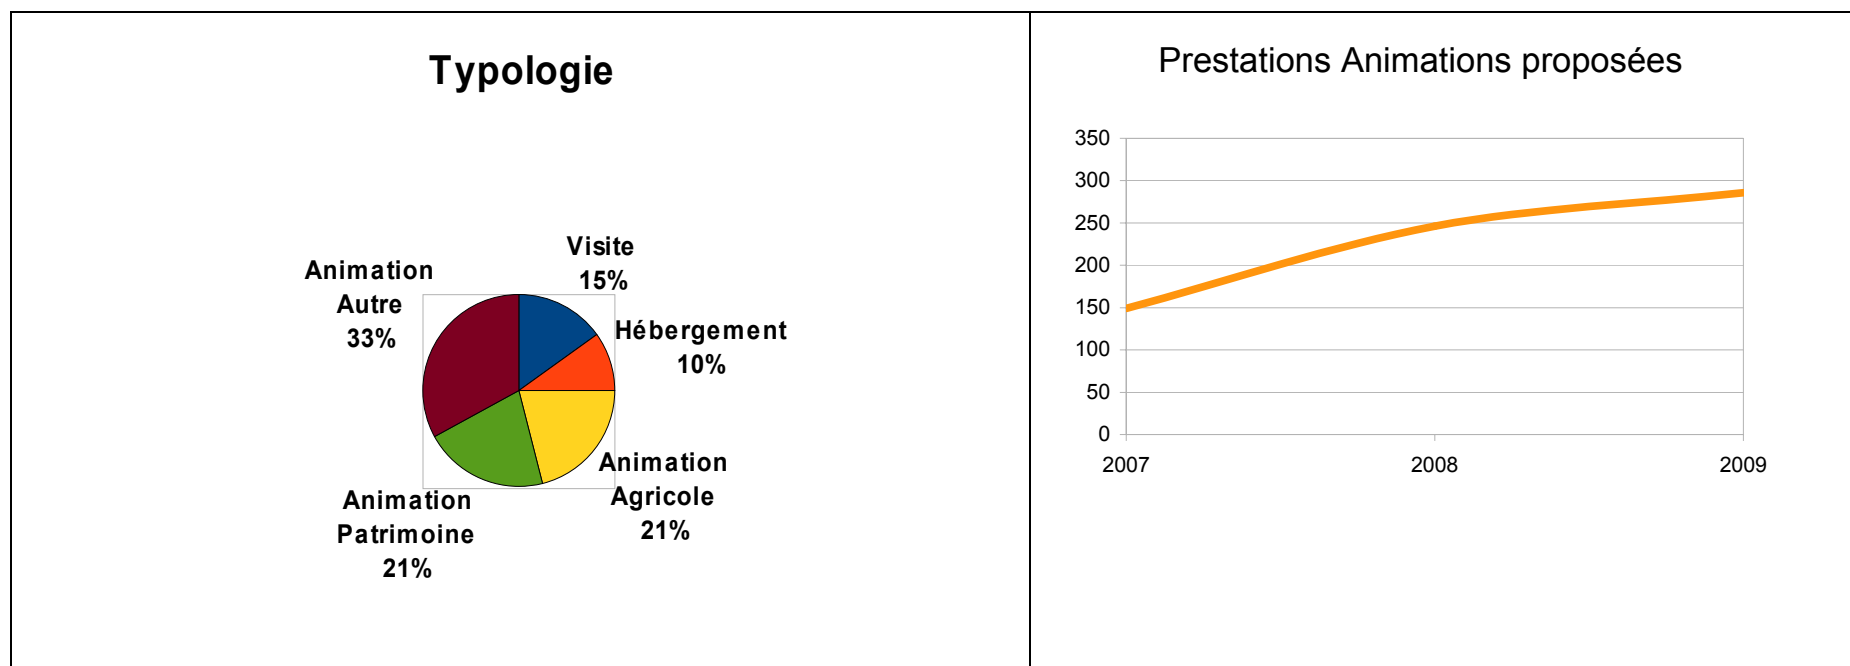 Typologie
Visite
15%
Hébergement
10%
Animation
Agricole
21%
Animation
Patrimoine
21%
Animation
Autre
33%
Prestations Animations proposées
350
300
250
200
150
100
50
0
2007 2008 2009